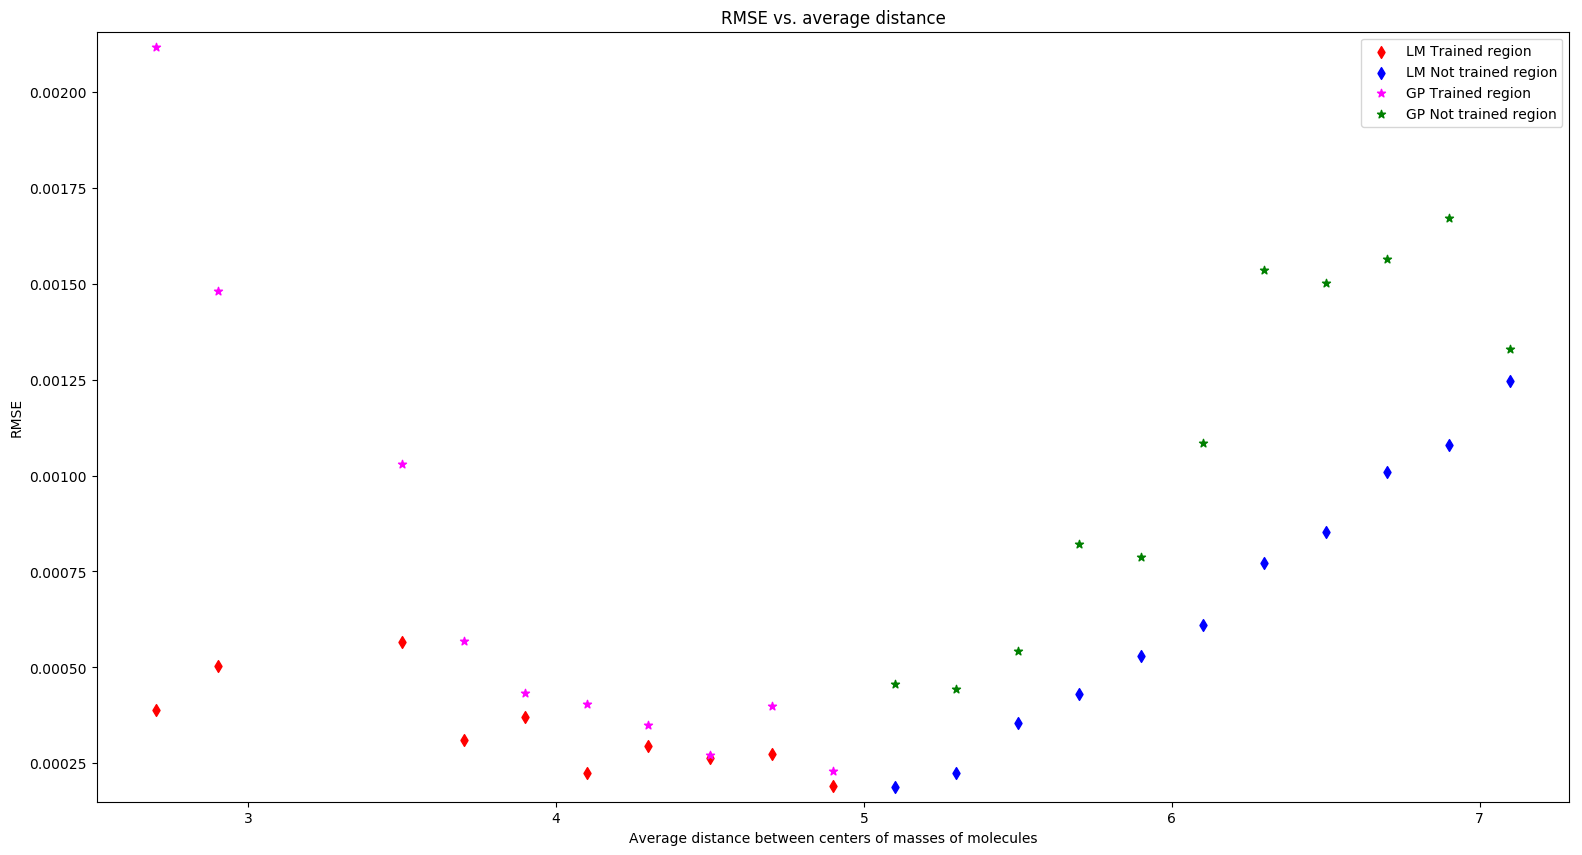 RMSE vs. average distance
LM Trained region
LM Not trained region
GP Trained region
GP Not trained region
0.00200
0.00175
0.00150
0.00125
0.00100
0.00075
0.00050
0.00025
RMSE
3 4 5 6 7
Average distance between centers of masses of molecules